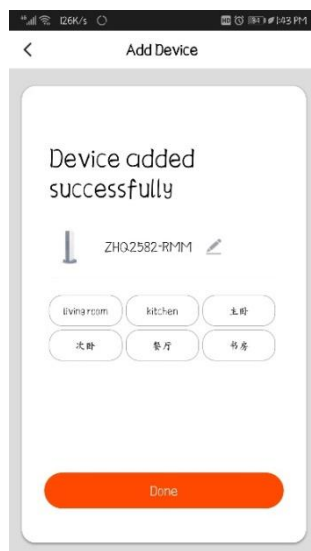 126K/s HD 1:43 PM
Add Device
Device added
successfully
ZHQ2582-RMM
living room kitchen 主卧
次卧 餐厅 书房
Done